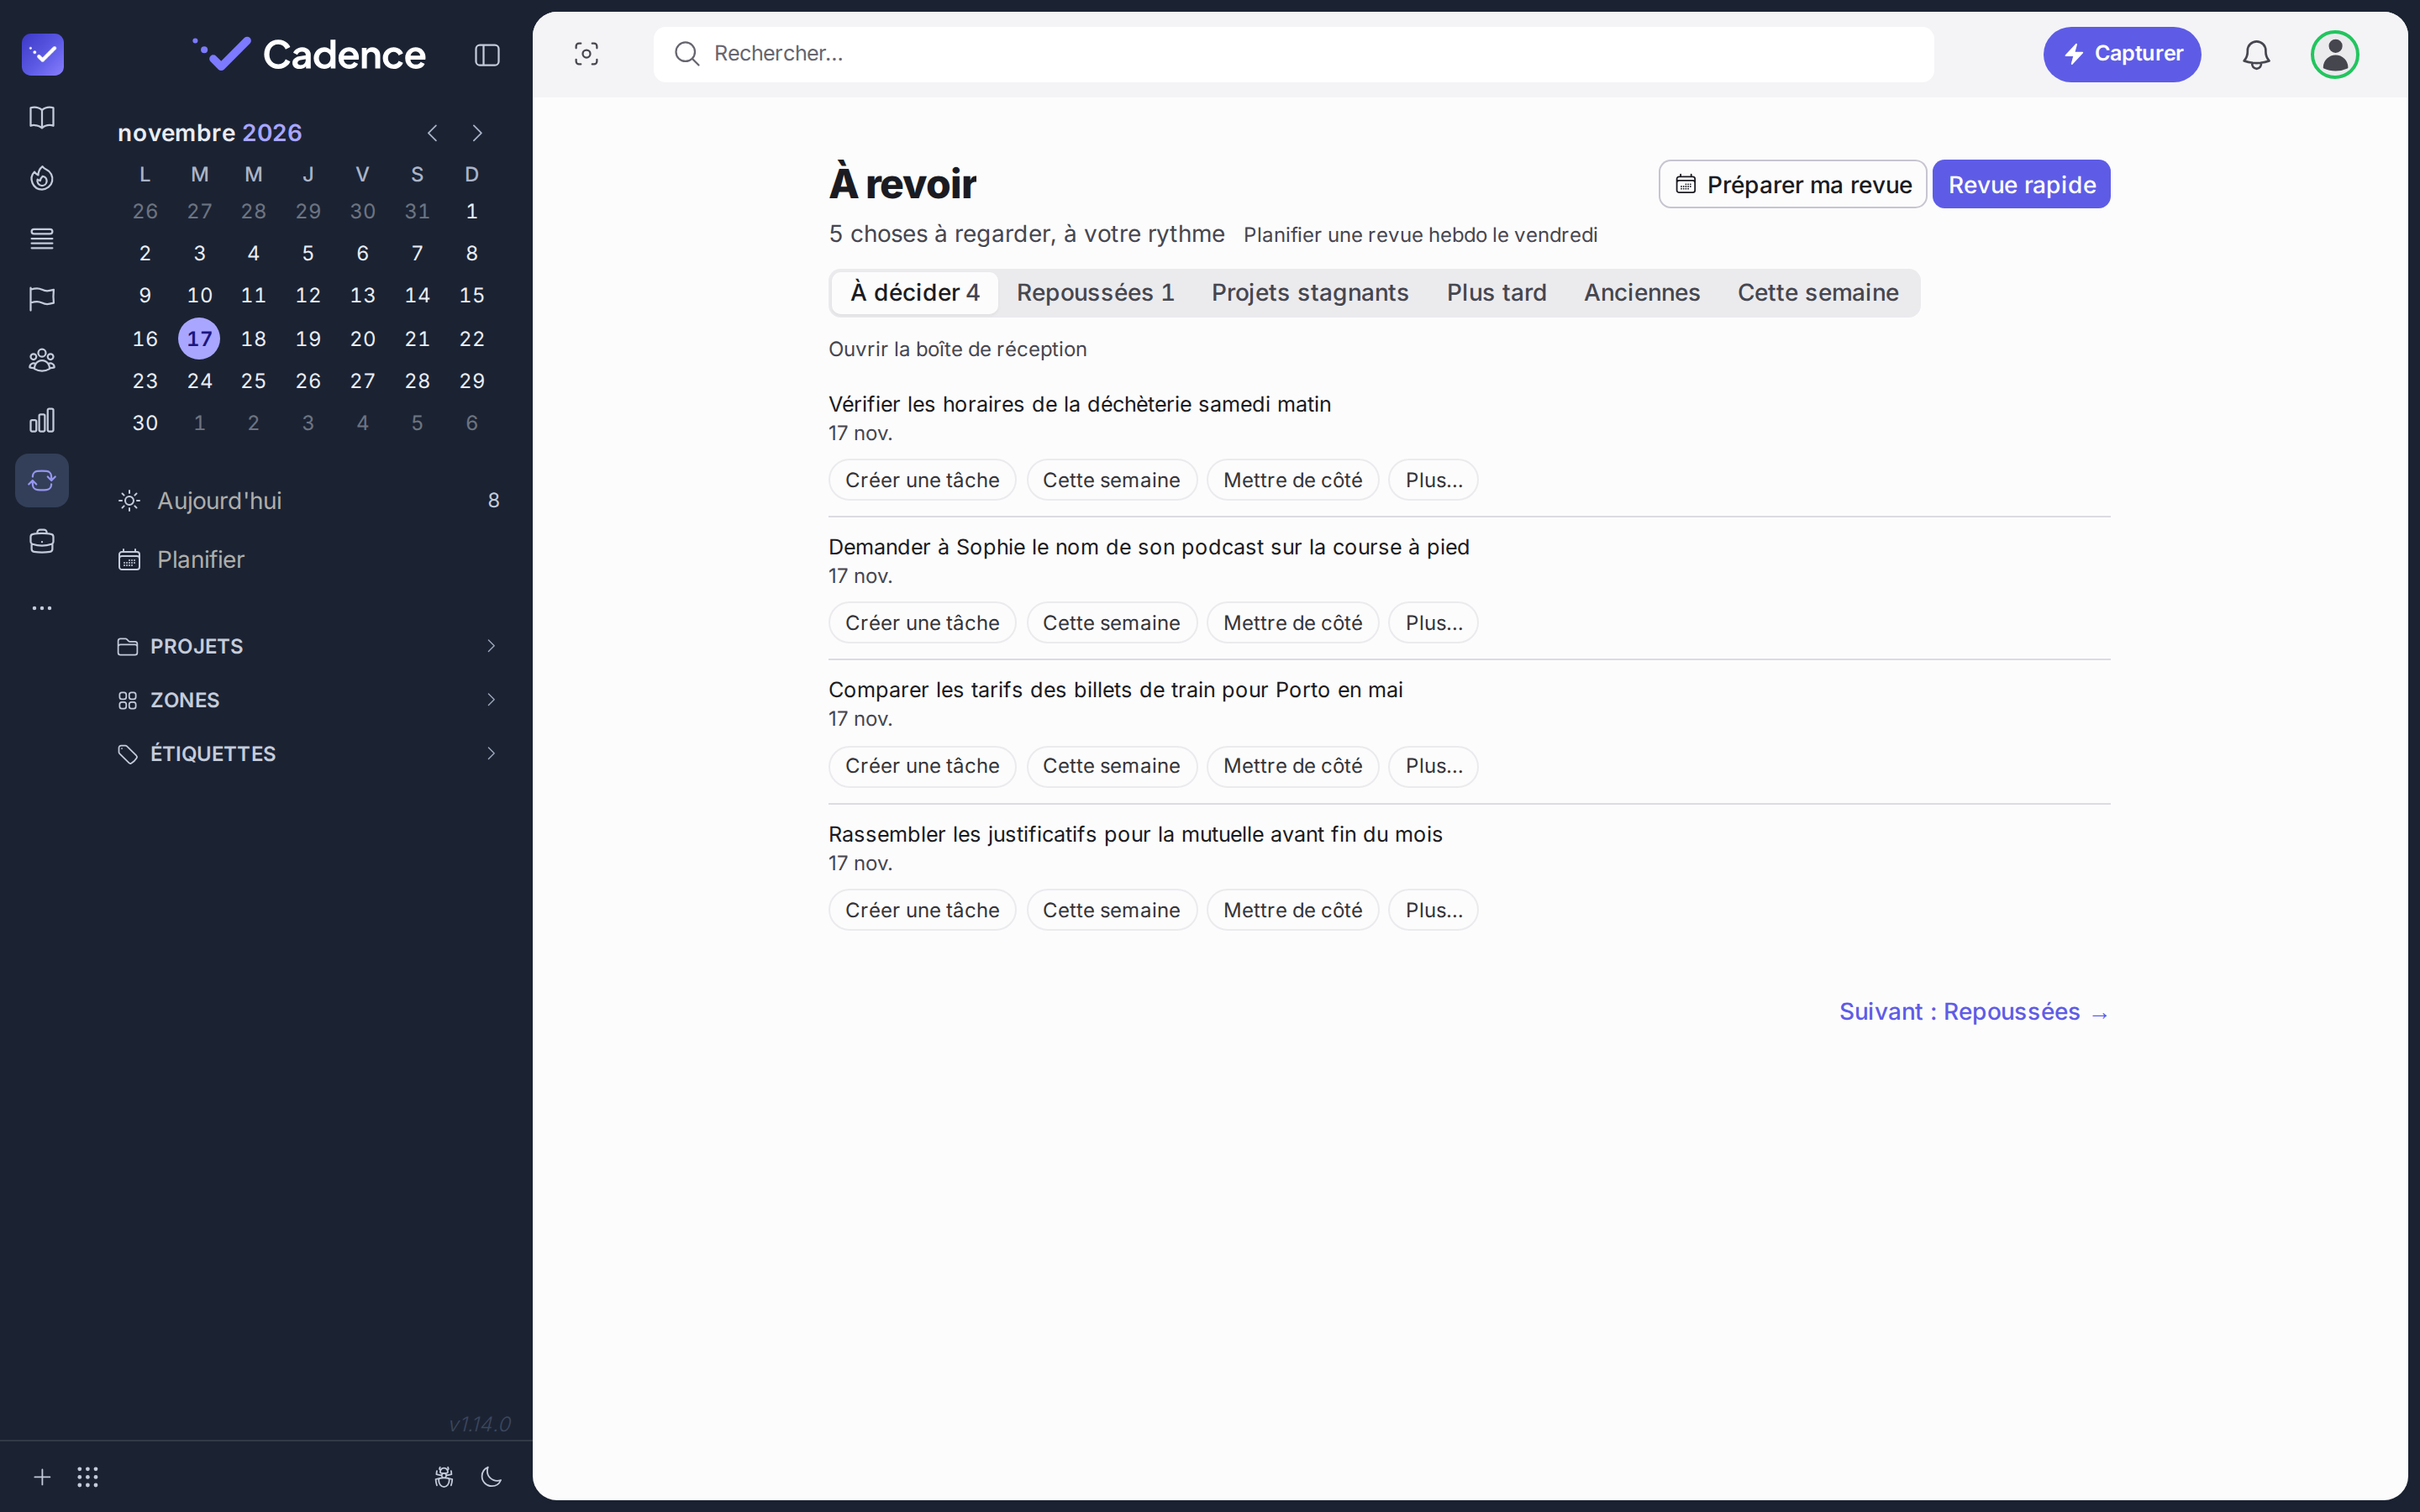 Cadence
novembre 2026
L M M J V S D
26 27 28 29 30 31 1
2 3 4 5 6 7 8
9 10 11 12 13 14 15
16 17 18 19 20 21 22
23 24 25 26 27 28 29
30 1 2 3 4 5 6
Aujourd'hui 8
Planifier
PROJETS
ZONES
ÉTIQUETTES
v1.14.0
Rechercher...
Capturer
À revoir
Préparer ma revue
Revue rapide
5 choses à regarder, à votre rythme Planifier une revue hebdo le vendredi
À décider 4 Repoussées 1 Projets stagnants Plus tard Anciennes Cette semaine
Ouvrir la boîte de réception
Vérifier les horaires de la déchèterie samedi matin
17 nov.
Créer une tâche Cette semaine Mettre de côté Plus...
Demander à Sophie le nom de son podcast sur la course à pied
17 nov.
Créer une tâche Cette semaine Mettre de côté Plus...
Comparer les tarifs des billets de train pour Porto en mai
17 nov.
Créer une tâche Cette semaine Mettre de côté Plus...
Rassembler les justificatifs pour la mutuelle avant fin du mois
17 nov.
Créer une tâche Cette semaine Mettre de côté Plus...
Suivant : Repoussées →